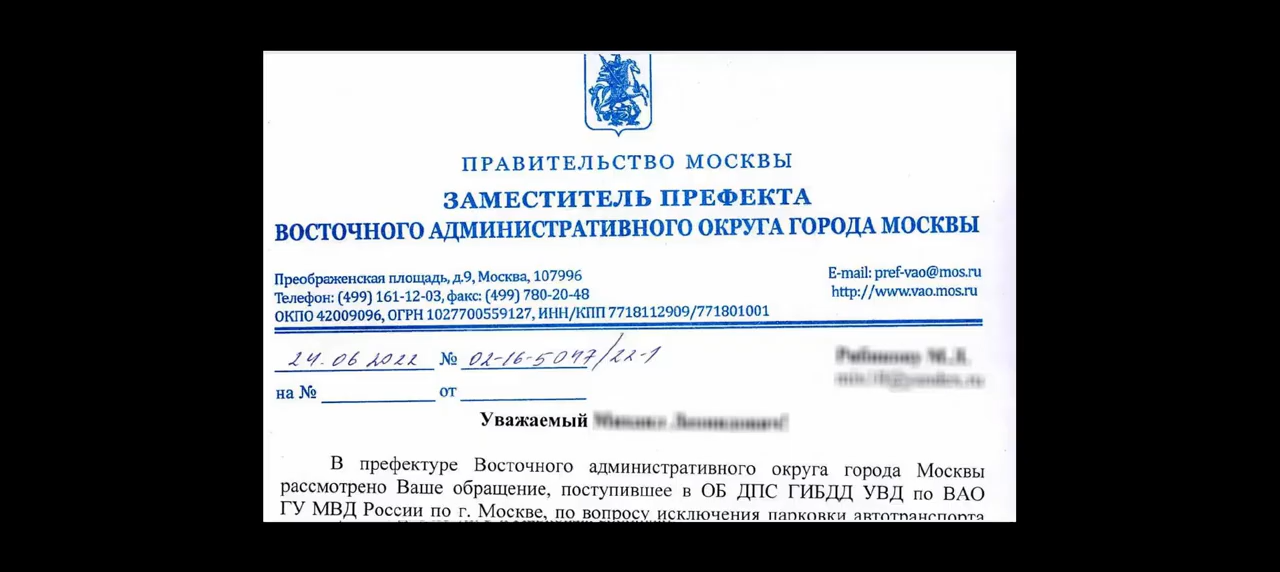 ПРАВИТЕЛЬСТВО МОСКВЫ
ЗАМЕСТИТЕЛЬ ПРЕФЕКТА
ВОСТОЧНОГО АДМИНИСТРАТИВНОГО ОКРУГА ГОРОДА МОСКВЫ
Преображенская площадь, д.9, Москва, 107996
Телефон: (499) 161-12-03, факс: (499) 780-20-48
ОКПО 42009096, ОГРН 1027700559127, ИНН/КПП 7718112909/771801001
E-mail: pref-vao@mos.ru
http://www.vao.mos.ru
24.06.2022 № 02-16-5047/22-1
на № от
Уважаемый
В префектуре Восточного административного округа города Москвы
рассмотрено Ваше обращение, поступившее в ОБ ДПС ГИБДД УВД по ВАО
ГУ МВД России по г. Москве, по вопросу исключения парковки автотранспорта